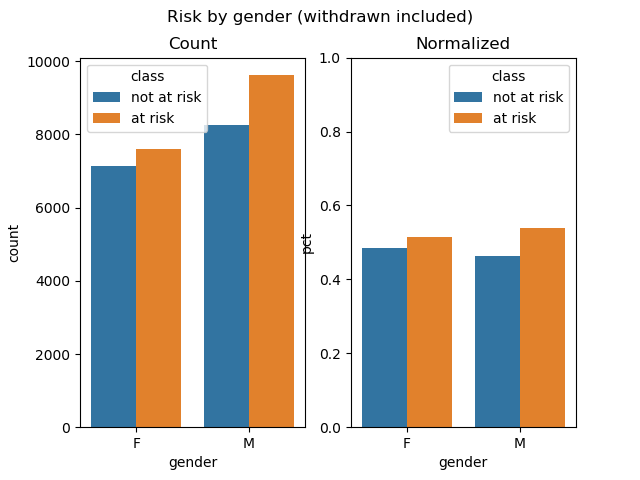 Risk by gender (withdrawn included)
Count
class
not at risk
at risk
10000
8000
6000
4000
2000
0
count
F
M
gender
Normalized
class
not at risk
at risk
1.0
0.8
0.6
0.4
0.2
0.0
pct
F
M
gender